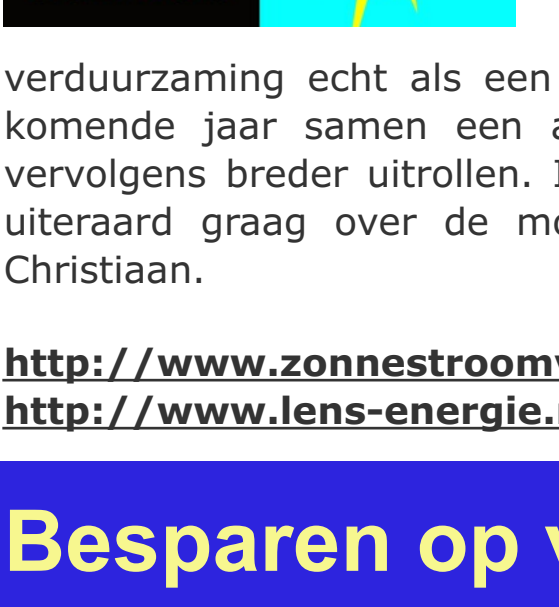 verduurzaming echt als een
komende jaar samen een
vervolgens breder uitrollen.
uiteraard graag over de
Christiaan.
http://www.zonnestroom
http://www.lens-energie.
Besparen op